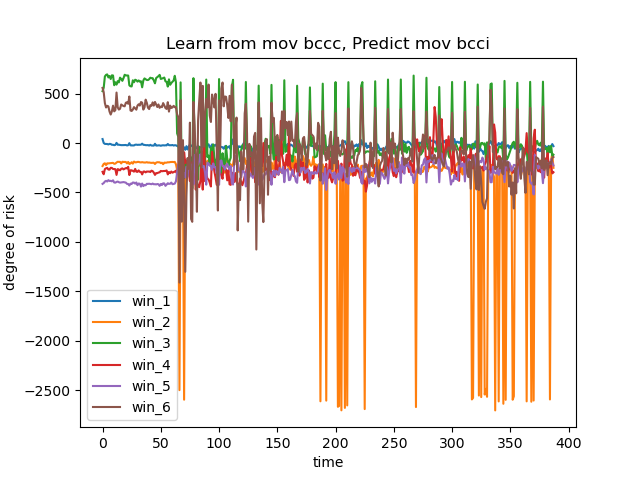 Learn from mov bccc, Predict mov bcci
degree of risk
500
0
−500
−1000
−1500
−2000
−2500
win_1
win_2
win_3
win_4
win_5
win_6
0 50 100 150 200 250 300 350 400
time